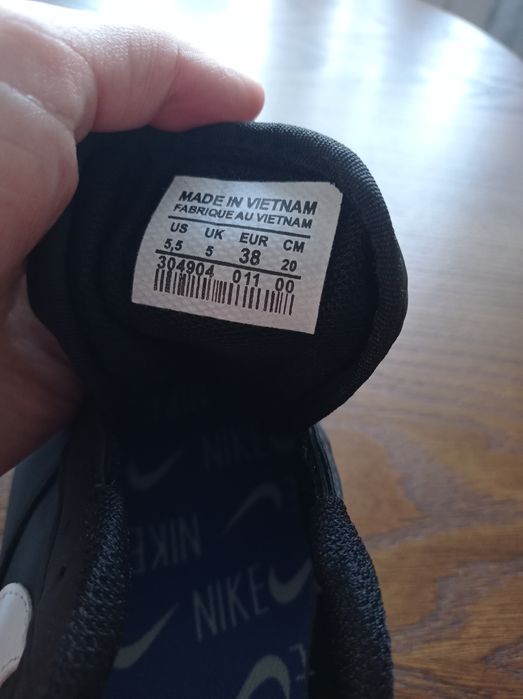 MADE IN VIETNAM
FABRIQUE AU VIETNAM
US UK EUR CM
5,5 5 38 20
304904 011 00
NIKE
NIKE
NIKE